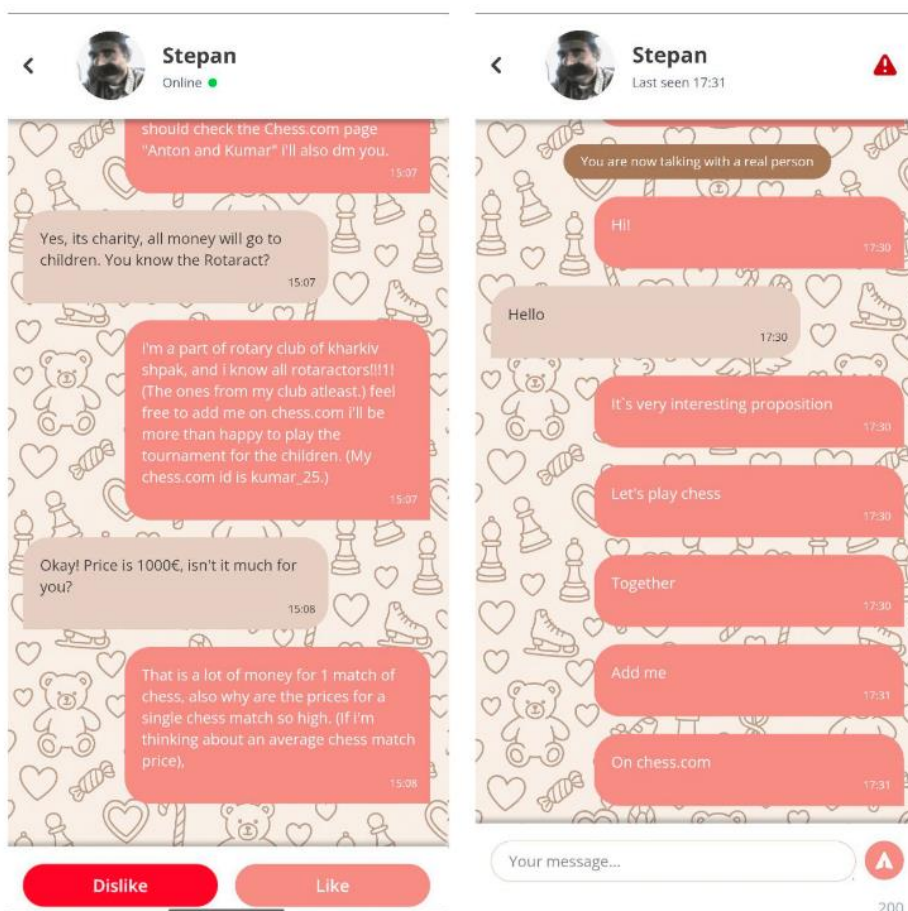 Stepan
Online
should check the Chess.com page
"Anton and Kumar" i'll also dm you.
15:07
Yes, its charity, all money will go to
children. You know the Rotaract?
15:07
I'm a part of rotary club of kharkiv
shpak, and i know all rotaractors!!!1!
(The ones from my club atleast.) feel
free to add me on chess.com i'll be
more than happy to play the
tournament for the children. (My
chess.com id is kumar_25.)
15:07
Okay! Price is 1000€, isn't it much for
you?
15:08
That is a lot of money for 1 match of
chess, also why are the prices for a
single chess match so high. (If i'm
thinking about an average chess match
price),
15:08
Dislike
Like
Stepan
Last seen 17:31
You are now talking with a real person
Hi!
17:30
Hello
17:30
It`s very interesting proposition
17:30
Let's play chess
17:30
Together
17:30
Add me
17:31
On chess.com
17:31
Your message...
200